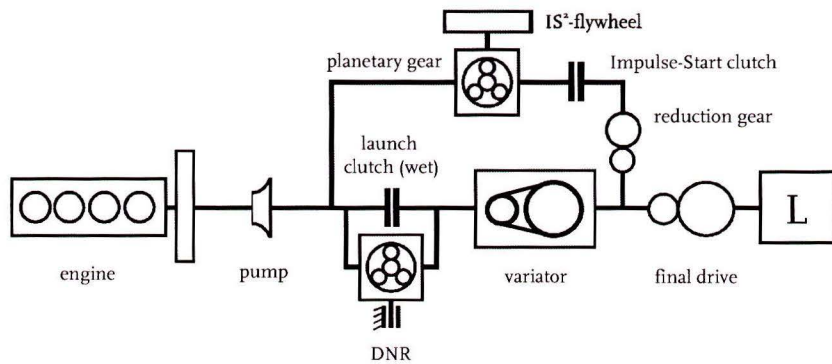 IS²-flywheel
planetary gear
Impulse-Start clutch
reduction gear
launch
clutch (wet)
L
engine
pump
variator
final drive
DNR